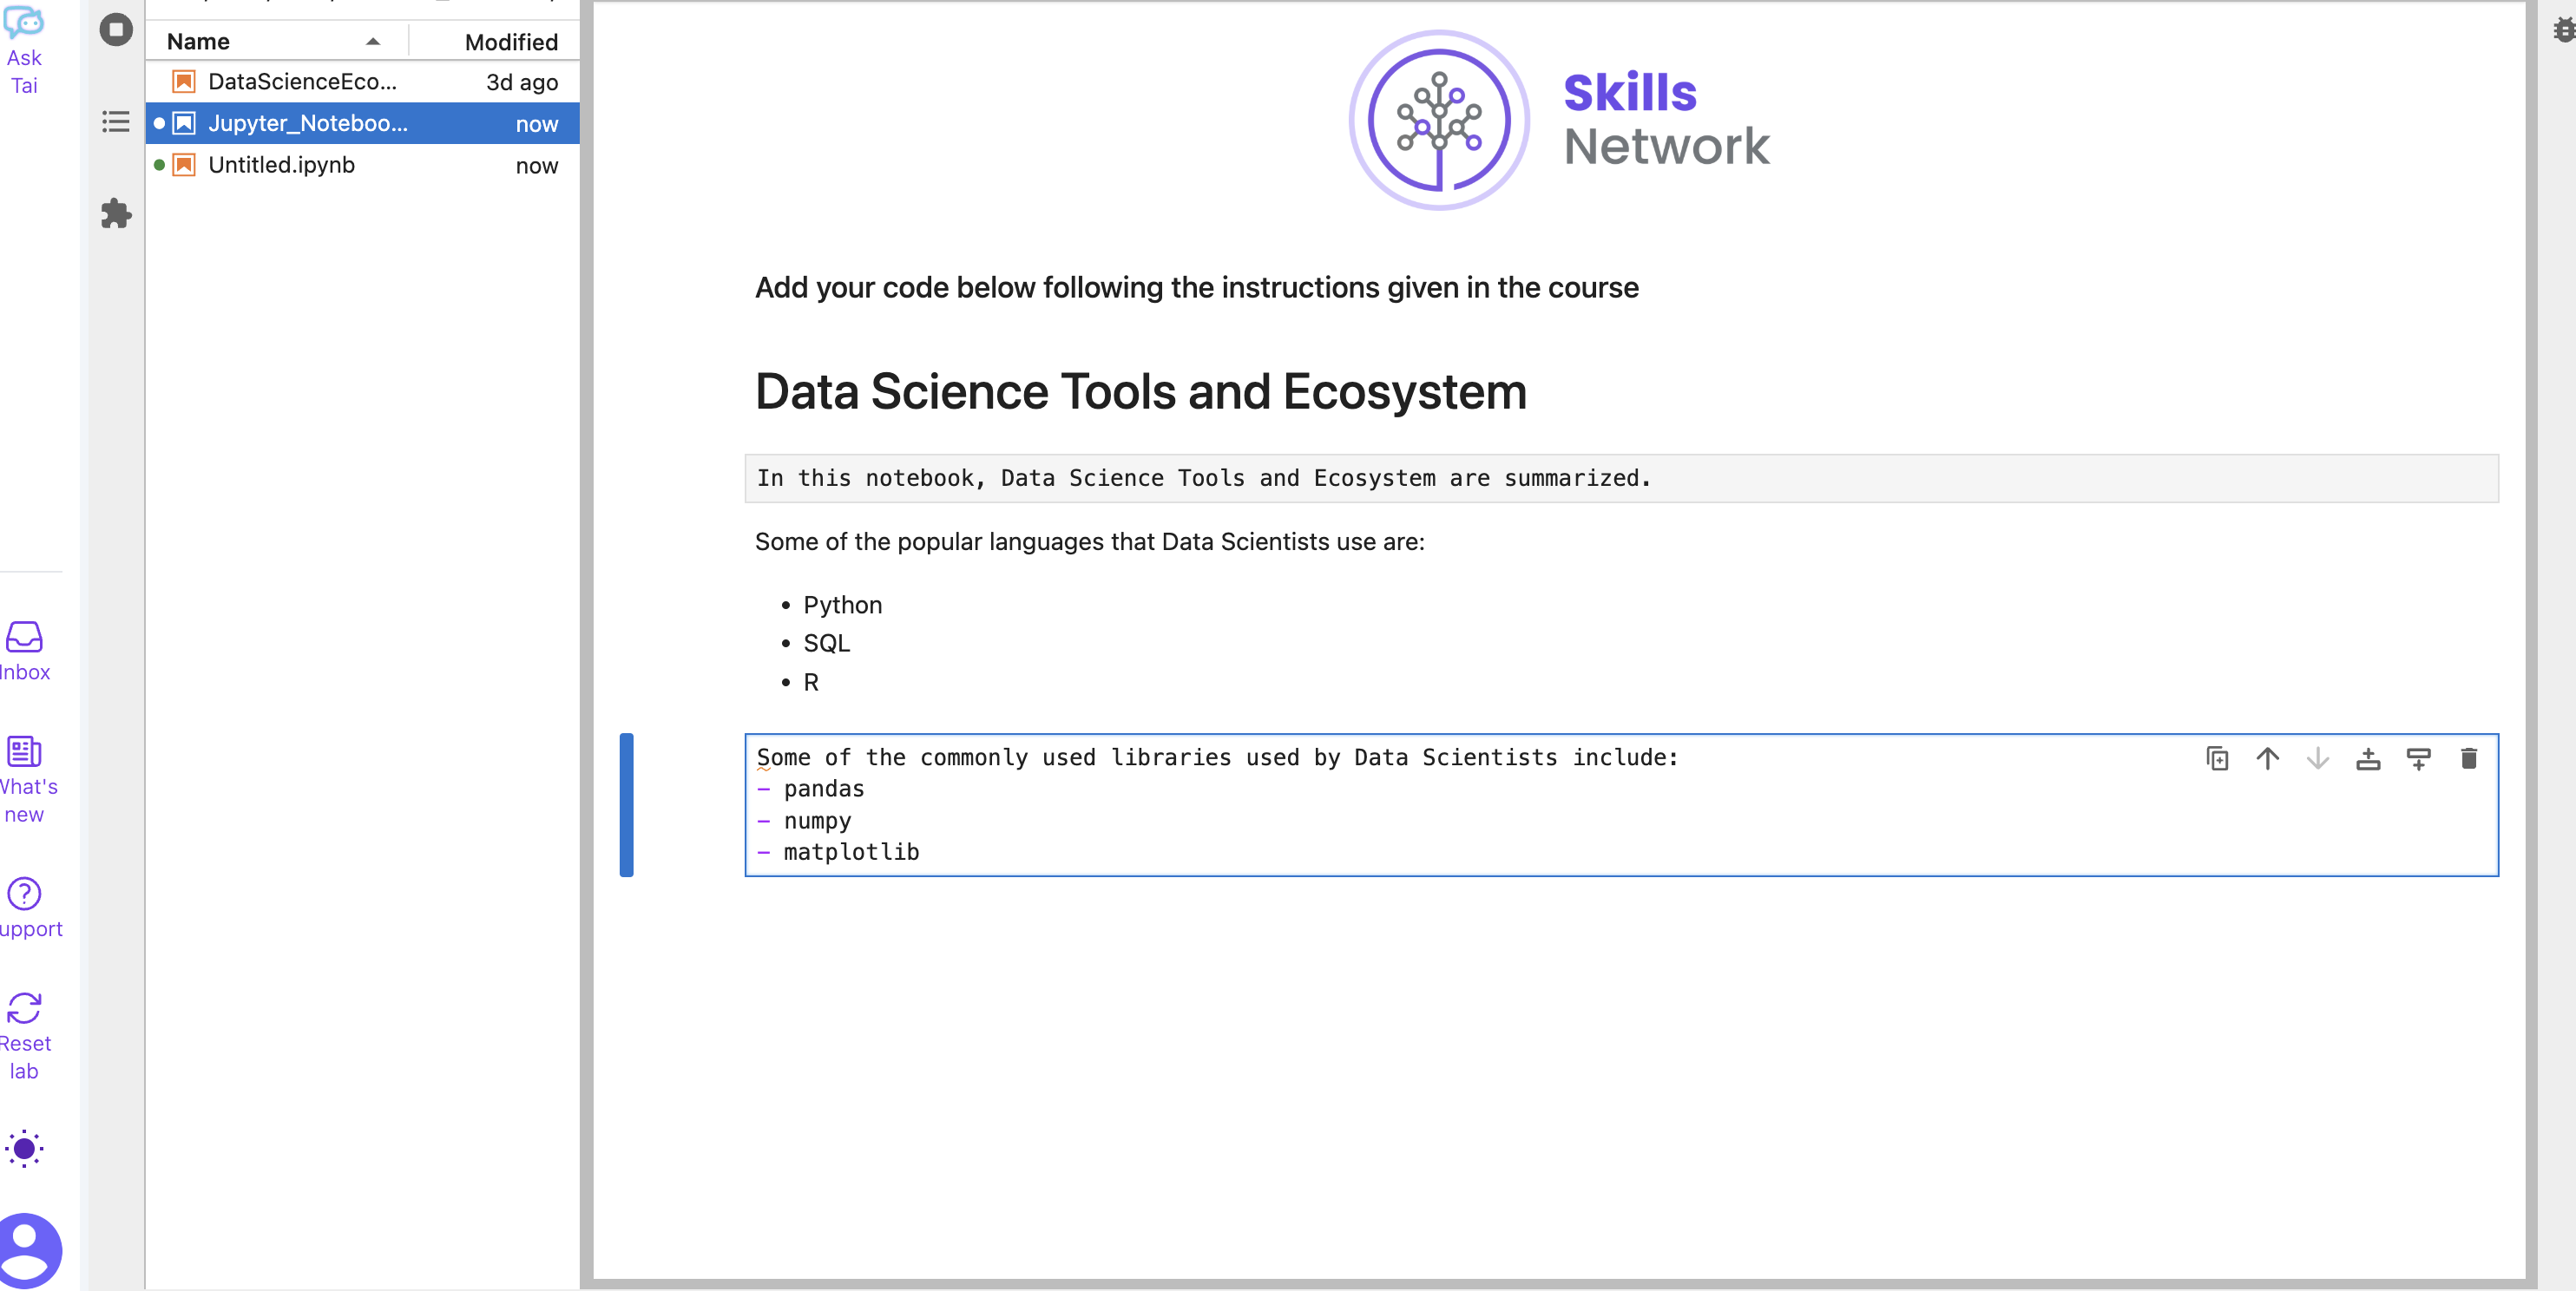 Ask
Tai
Inbox
What's
new
Support
Reset
lab
Name Modified
DataScienceEco... 3d ago
Jupyter_Noteboo... now
Untitled.ipynb now
Skills
Network
Add your code below following the instructions given in the course
Data Science Tools and Ecosystem
In this notebook, Data Science Tools and Ecosystem are summarized.
Some of the popular languages that Data Scientists use are:
• Python
• SQL
• R
Some of the commonly used libraries used by Data Scientists include:
- pandas
- numpy
- matplotlib